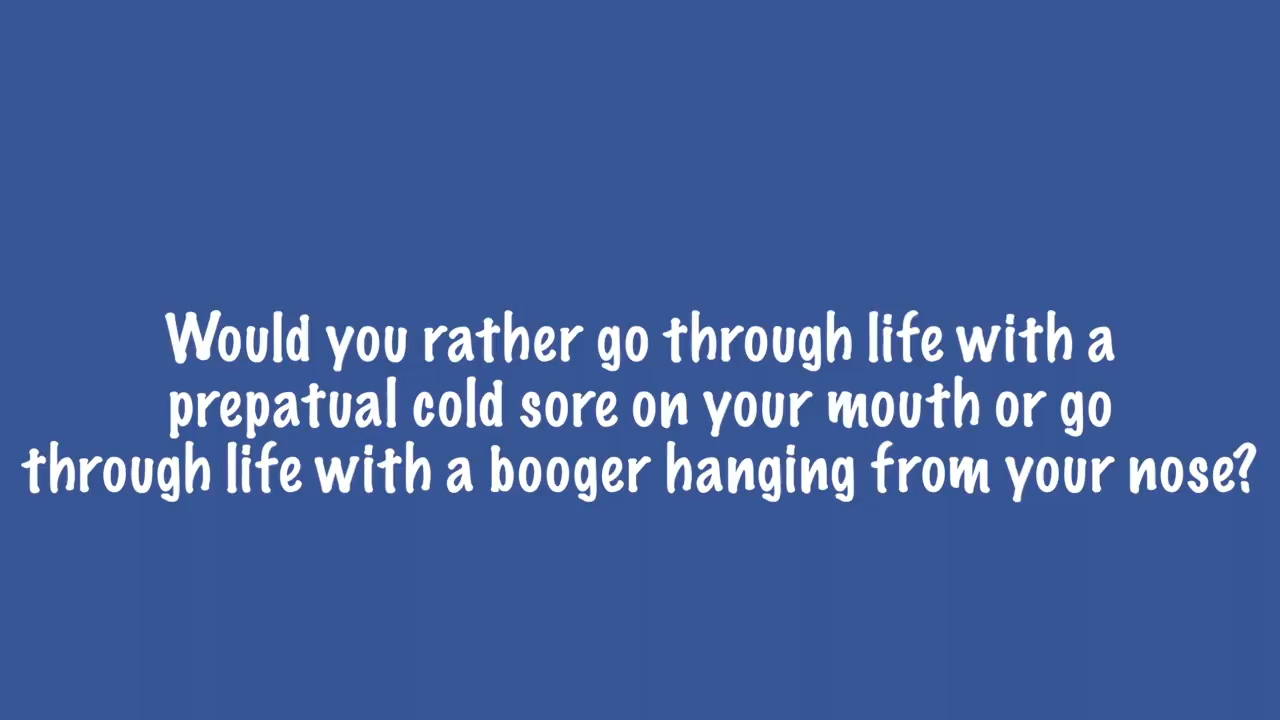 Would you rather go through life with a
prepatual cold sore on your mouth or go
through life with a booger hanging from your nose?